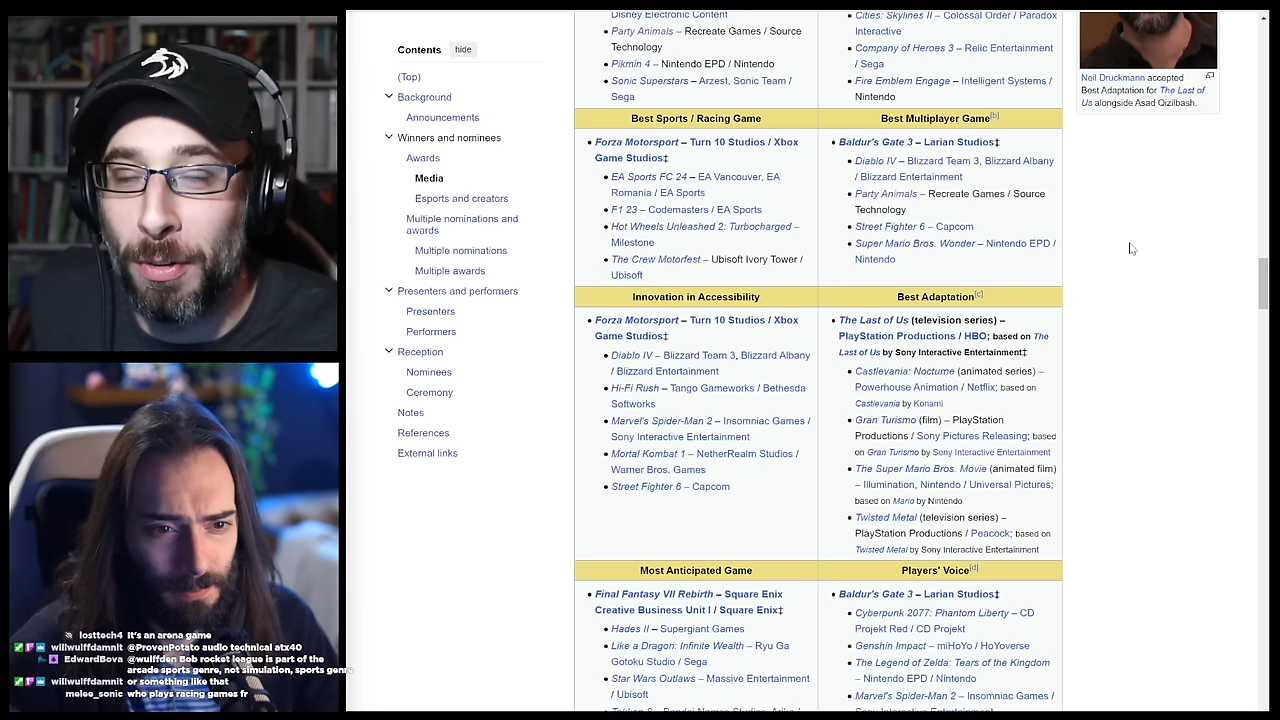 Contents hide
(Top)
Background
Announcements
Winners and nominees
Awards
Media
Esports and creators
Multiple nominations and
awards
Multiple nominations
Multiple awards
Presenters and performers
Presenters
Performers
Reception
Nominees
Ceremony
Notes
References
External links
Disney Electronic Content
• Party Animals – Recreate Games / Source
Technology
• Pikmin 4 – Nintendo EPD / Nintendo
• Sonic Superstars – Arzest, Sonic Team /
Sega
• Cities: Skylines II – Colossal Order / Paradox
Interactive
• Company of Heroes 3 – Relic Entertainment
/ Sega
• Fire Emblem Engage – Intelligent Systems /
Nintendo
Best Sports / Racing Game
• Forza Motorsport – Turn 10 Studios / Xbox
Game Studios‡
• EA Sports FC 24 – EA Vancouver, EA
Romania / EA Sports
• F1 23 – Codemasters / EA Sports
• Hot Wheels Unleashed 2: Turbocharged –
Milestone
• The Crew Motorfest – Ubisoft Ivory Tower /
Ubisoft
Best Multiplayer Game[b]
• Baldur's Gate 3 – Larian Studios‡
• Diablo IV – Blizzard Team 3, Blizzard Albany
/ Blizzard Entertainment
• Party Animals – Recreate Games / Source
Technology
• Street Fighter 6 – Capcom
• Super Mario Bros. Wonder – Nintendo EPD /
Nintendo
Innovation in Accessibility
• Forza Motorsport – Turn 10 Studios / Xbox
Game Studios‡
• Diablo IV – Blizzard Team 3, Blizzard Albany
/ Blizzard Entertainment
• Hi-Fi Rush – Tango Gameworks / Bethesda
Softworks
• Marvel's Spider-Man 2 – Insomniac Games /
Sony Interactive Entertainment
• Mortal Kombat 1 – NetherRealm Studios /
Warner Bros. Games
• Street Fighter 6 – Capcom
Best Adaptation[c]
• The Last of Us (television series) –
PlayStation Productions / HBO; based on The
Last of Us by Sony Interactive Entertainment‡
• Castlevania: Nocturne (animated series) –
Powerhouse Animation / Netflix; based on
Castlevania by Konami
• Gran Turismo (film) – PlayStation
Productions / Sony Pictures Releasing; based
on Gran Turismo by Sony Interactive Entertainment
• The Super Mario Bros. Movie (animated film)
– Illumination, Nintendo / Universal Pictures;
based on Mario by Nintendo
• Twisted Metal (television series) –
PlayStation Productions / Peacock; based on
Twisted Metal by Sony Interactive Entertainment
Most Anticipated Game
• Final Fantasy VII Rebirth – Square Enix
Creative Business Unit I / Square Enix‡
• Hades II – Supergiant Games
• Like a Dragon: Infinite Wealth – Ryu Ga
Gotoku Studio / Sega
• Star Wars Outlaws – Massive Entertainment
/ Ubisoft
Players' Voice[d]
• Baldur's Gate 3 – Larian Studios‡
• Cyberpunk 2077: Phantom Liberty – CD
Projekt Red / CD Projekt
• Genshin Impact – miHoYo / HoYoverse
• The Legend of Zelda: Tears of the Kingdom
– Nintendo EPD / Nintendo
• Marvel's Spider-Man 2 – Insomniac Games /
Neil Druckmann accepted
Best Adaptation for The Last of
Us alongside Asad Qizilbash.
losttech4 It's an arena game
willwulffdamnit @ProvenPotato audio technical atx40
EdwardBova @wulffden Bob rocket league is part of the
arcade sports genre, not simulation, sports genre
willwulffdamnit or something like that
melee_sonic who plays racing games fr